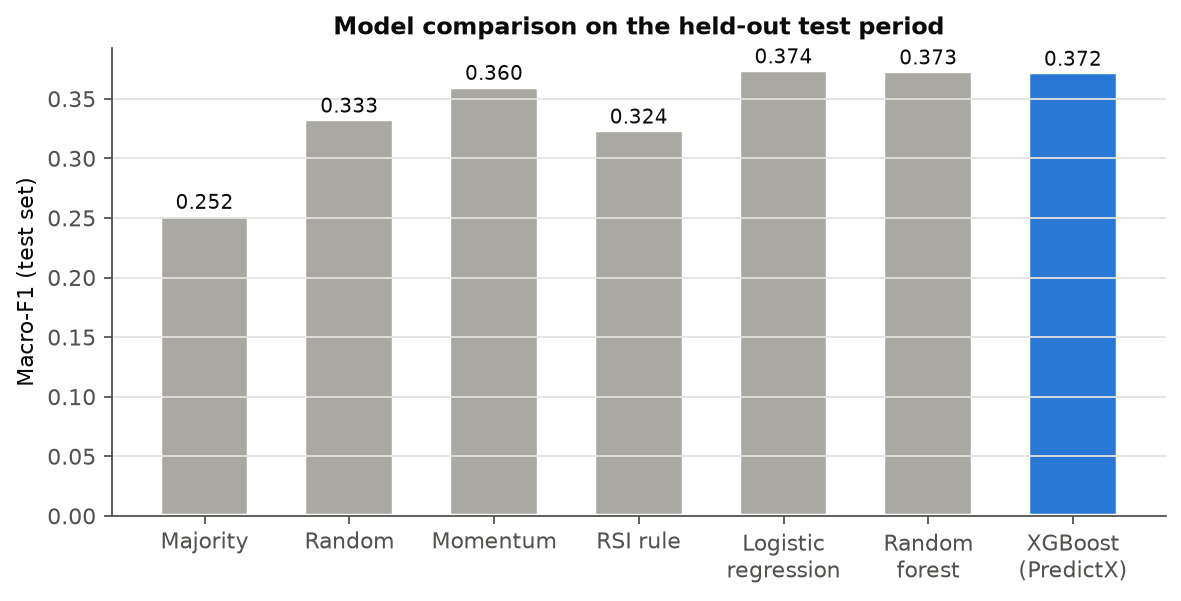 Model comparison on the held-out test period
Macro-F1 (test set)
0.35
0.30
0.25
0.20
0.15
0.10
0.05
0.00
0.252
0.333
0.360
0.324
0.374
0.373
0.372
Majority
Random
Momentum
RSI rule
Logistic
regression
Random
forest
XGBoost
(PredictX)